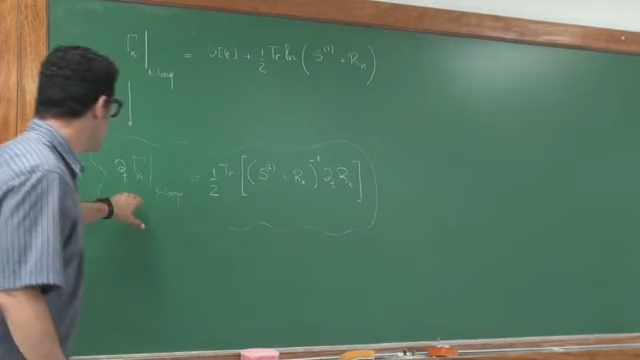 Γ_k |_{1-loop} = S[φ] + 1/2 Tr ln ( S^{(2)} + R_k )
∂_t Γ_k |_{1-loop} = 1/2 Tr [ ( S^{(2)} + R_k )^{-1} ∂_t R_k ]